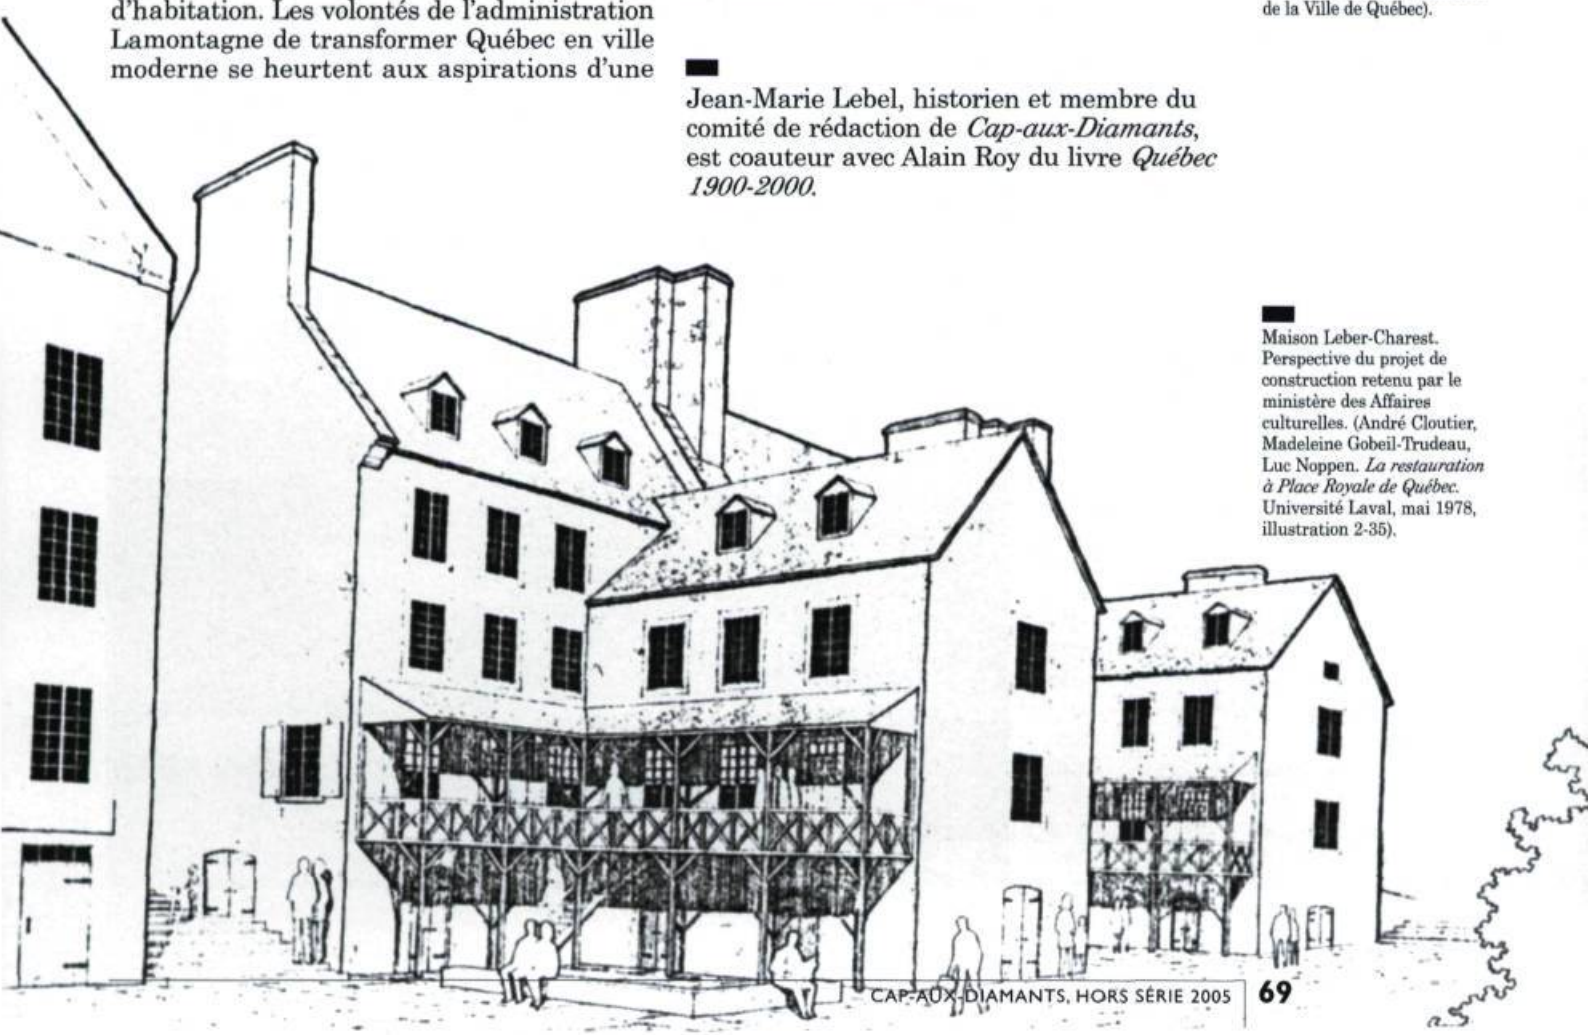 d'habitation. Les volontés de l'administration
Lamontagne de transformer Québec en ville
moderne se heurtent aux aspirations d'une
de la Ville de Québec).
Jean-Marie Lebel, historien et membre du
comité de rédaction de Cap-aux-Diamants,
est coauteur avec Alain Roy du livre Québec
1900-2000.
Maison Leber-Charest.
Perspective du projet de
construction retenu par le
ministère des Affaires
culturelles. (André Cloutier,
Madeleine Gobeil-Trudeau,
Luc Noppen. La restauration
à Place Royale de Québec.
Université Laval, mai 1978,
illustration 2-35).
CAP-AUX-DIAMANTS, HORS SÉRIE 2005 69